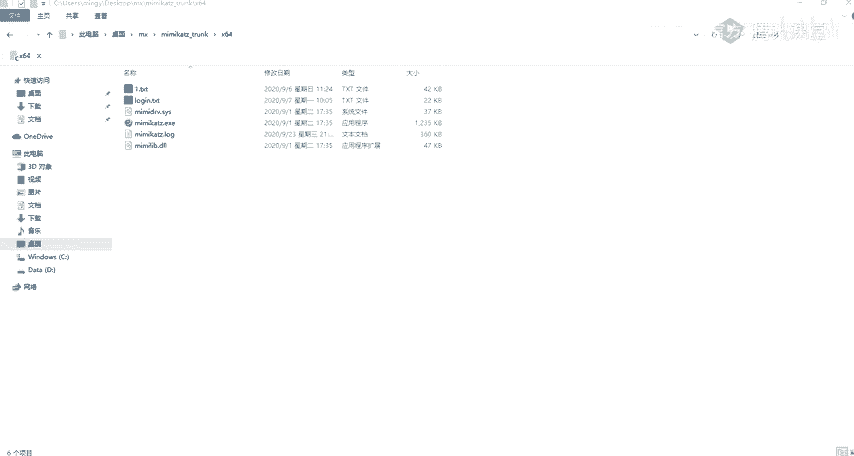 C:\Users\mingy\Desktop\mx\mimikatz_trunk\x64
文件 主页 共享 查看
此电脑 桌面 mx mimikatz_trunk x64
x64
名称 修改日期 类型 大小
快速访问
桌面
下载
文档
OneDrive
此电脑
3D 对象
视频
图片
文档
下载
音乐
桌面
Windows (C:)
Data (D:)
网络
1.txt 2020/9/6 星期日 11:24 TXT 文件 42 KB
login.txt 2020/9/7 星期一 10:05 TXT 文件 22 KB
mimidrv.sys 2020/9/1 星期二 17:35 系统文件 37 KB
mimikatz.exe 2020/9/1 星期二 17:35 应用程序 1,235 KB
mimikatz.log 2020/9/23 星期三 21... 文本文档 360 KB
mimilib.dll 2020/9/1 星期二 17:35 应用程序扩展 47 KB
6 个项目